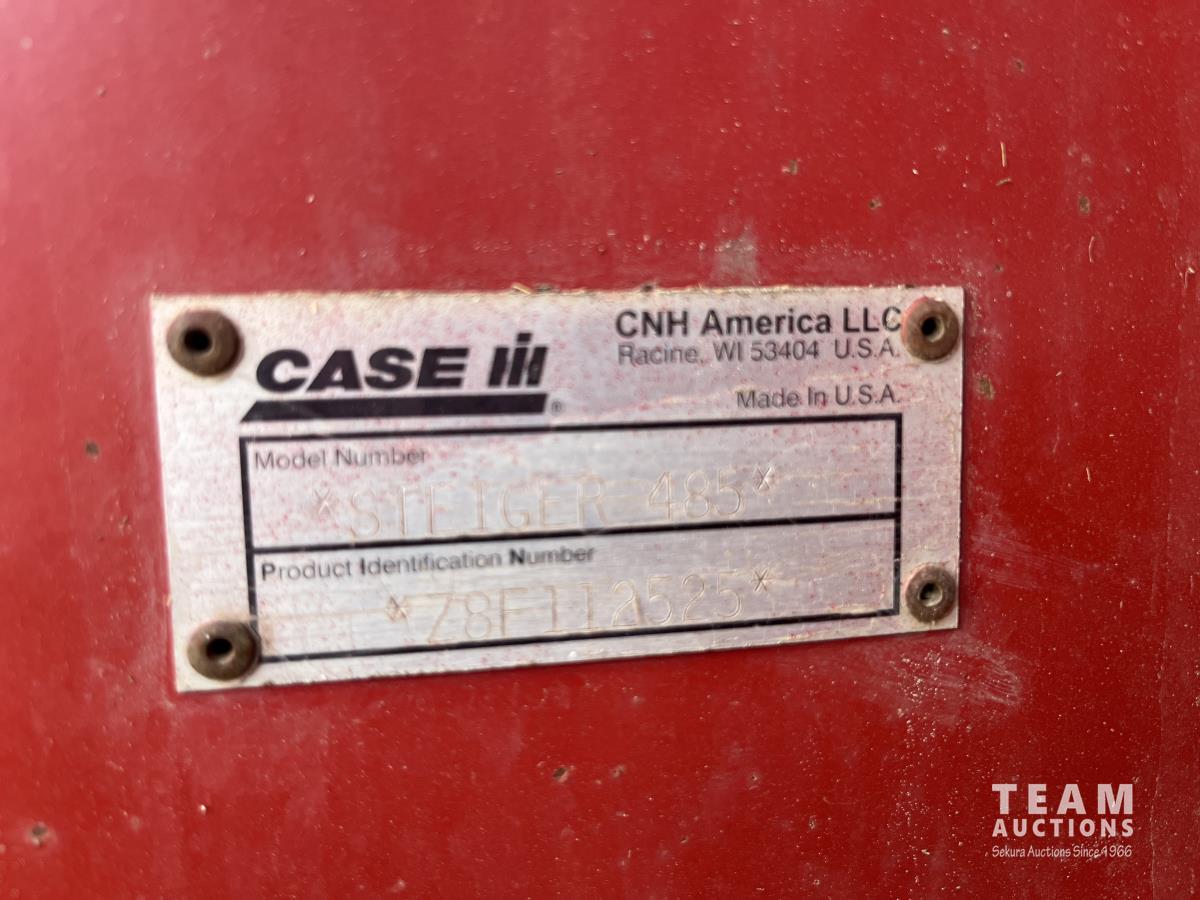 CASE IH ®
CNH America LLC
Racine, WI 53404 U.S.A.
Made In U.S.A.
Model Number
*STEIGER 485*
Product Identification Number
*Z8F112525*
TEAM
AUCTIONS
Sekura Auctions Since 1966